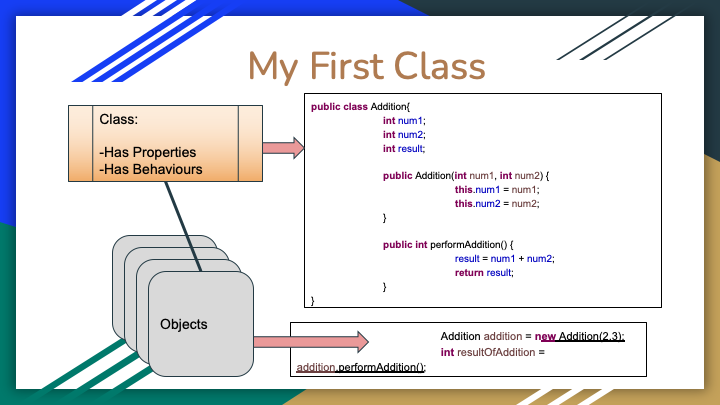 My First Class
Class:
-Has Properties
-Has Behaviours
public class Addition{
int num1;
int num2;
int result;
public Addition(int num1, int num2) {
this.num1 = num1;
this.num2 = num2;
}
public int performAddition() {
result = num1 + num2;
return result;
}
}
Objects
Addition addition = new Addition(2,3);
int resultOfAddition =
addition.performAddition();